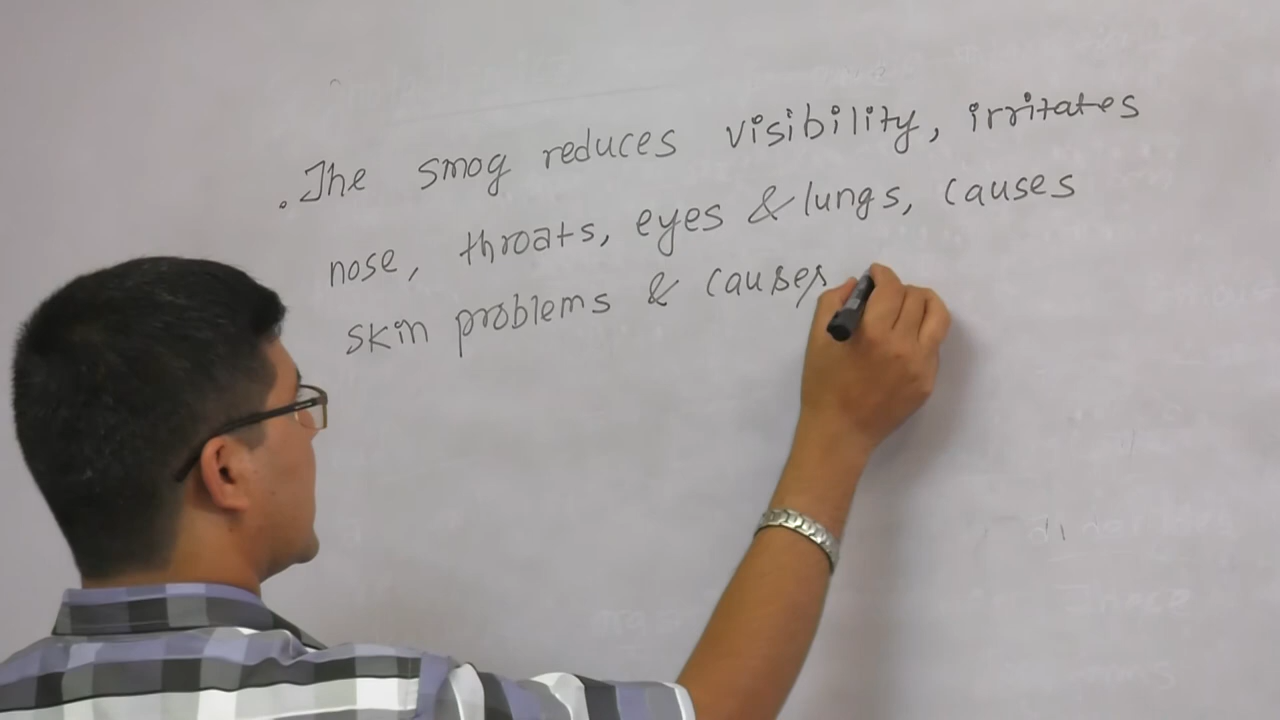 .The smog reduces visibility, irritates
nose, throats, eyes & lungs, causes
skin problems & causes